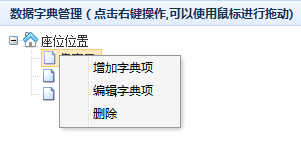 数据字典管理（点击右键操作,可以使用鼠标进行拖动）
座位位置
增加字典项
编辑字典项
删除